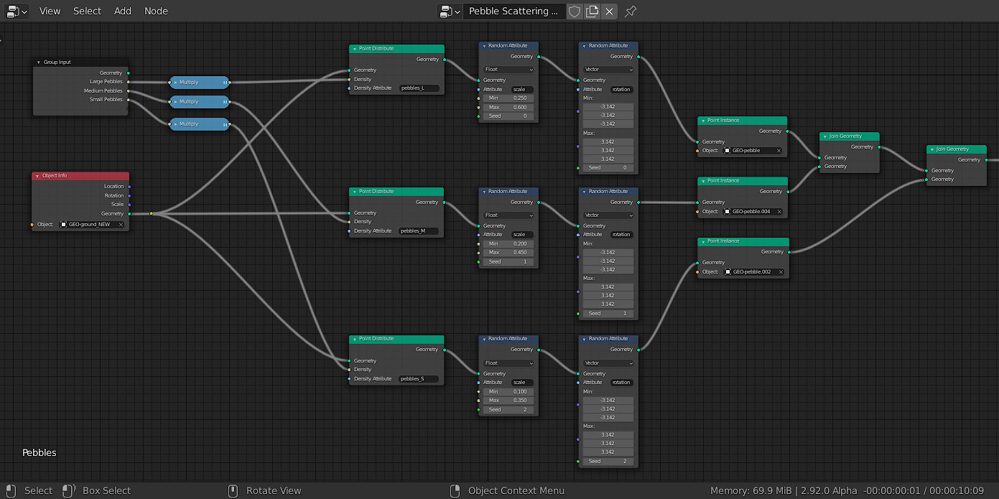 View Select Add Node Pebble Scattering ...
Group Input
Geometry
Large Pebbles
Medium Pebbles
Small Pebbles
Multiply
Multiply
Multiply
Object Info
Location
Rotation
Scale
Geometry
Object: GEO-ground_NEW
Point Distribute
Geometry
Geometry
Density
Density Attribute pebbles_L
Random Attribute
Geometry
Float
Geometry
Attribute scale
Min 0.250
Max 0.600
Seed 0
Random Attribute
Geometry
Vector
Geometry
Attribute rotation
Min:
-3.142
-3.142
-3.142
Max:
3.142
3.142
3.142
Seed 0
Point Distribute
Geometry
Geometry
Density
Density Attribute pebbles_M
Random Attribute
Geometry
Float
Geometry
Attribute scale
Min 0.200
Max 0.450
Seed 1
Random Attribute
Geometry
Vector
Geometry
Attribute rotation
Min:
-3.142
-3.142
-3.142
Max:
3.142
3.142
3.142
Seed 1
Point Distribute
Geometry
Geometry
Density
Density Attribute pebbles_S
Random Attribute
Geometry
Float
Geometry
Attribute scale
Min 0.100
Max 0.350
Seed 2
Random Attribute
Geometry
Vector
Geometry
Attribute rotation
Min:
-3.142
-3.142
-3.142
Max:
3.142
3.142
3.142
Seed 2
Point Instance
Geometry
Geometry
Object: GEO-pebble
Point Instance
Geometry
Geometry
Object: GEO-pebble.004
Point Instance
Geometry
Geometry
Object: GEO-pebble.002
Join Geometry
Geometry
Geometry
Geometry
Join Geometry
Geometry
Geometry
Geometry
Pebbles
Select Box Select Rotate View Object Context Menu Memory: 69.9 MiB | 2.92.0 Alpha -00:00:00:01 / 00:00:10:09